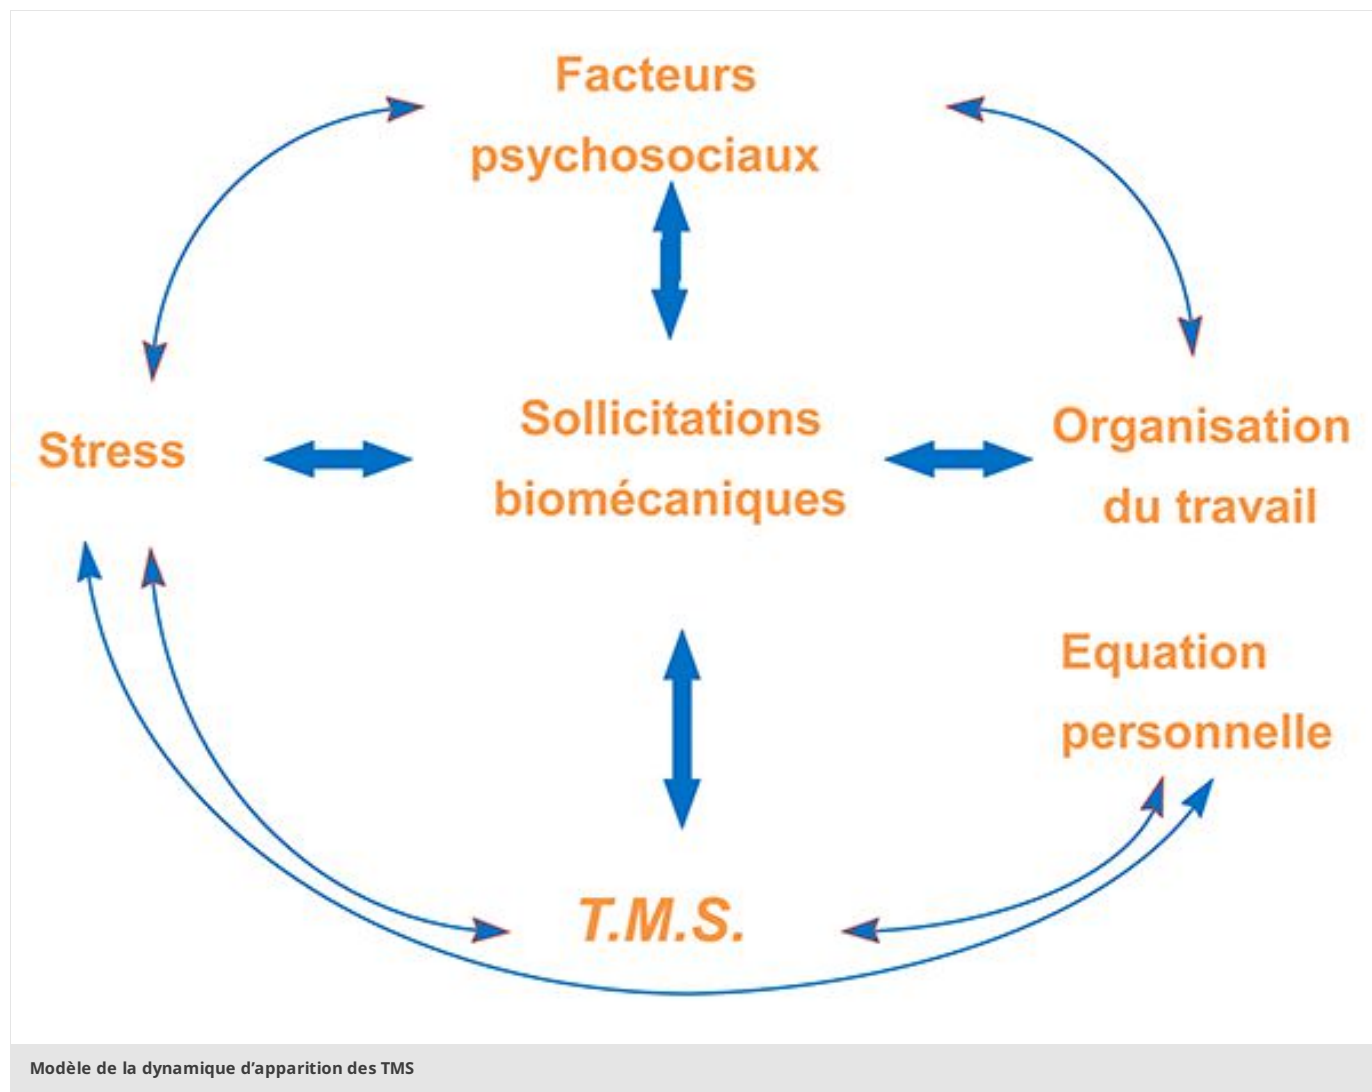 Facteurs
psychosociaux
Stress
Sollicitations
biomécaniques
Organisation
du travail
Equation
personnelle
T.M.S.
Modèle de la dynamique d’apparition des TMS